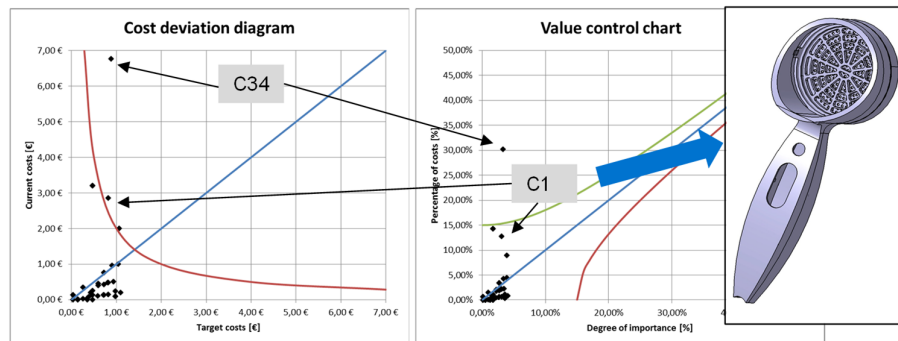 Cost deviation diagram
Current costs [€]
7,00 €
6,00 €
5,00 €
4,00 €
3,00 €
2,00 €
1,00 €
0,00 €
0,00 € 1,00 € 2,00 € 3,00 € 4,00 € 5,00 € 6,00 € 7,00 €
Target costs [€]
C34
C1
Value control chart
Percentage of costs [%]
50,00%
45,00%
40,00%
35,00%
30,00%
25,00%
20,00%
15,00%
10,00%
5,00%
0,00%
0,00% 10,00% 20,00% 30,00%
Degree of importance [%]